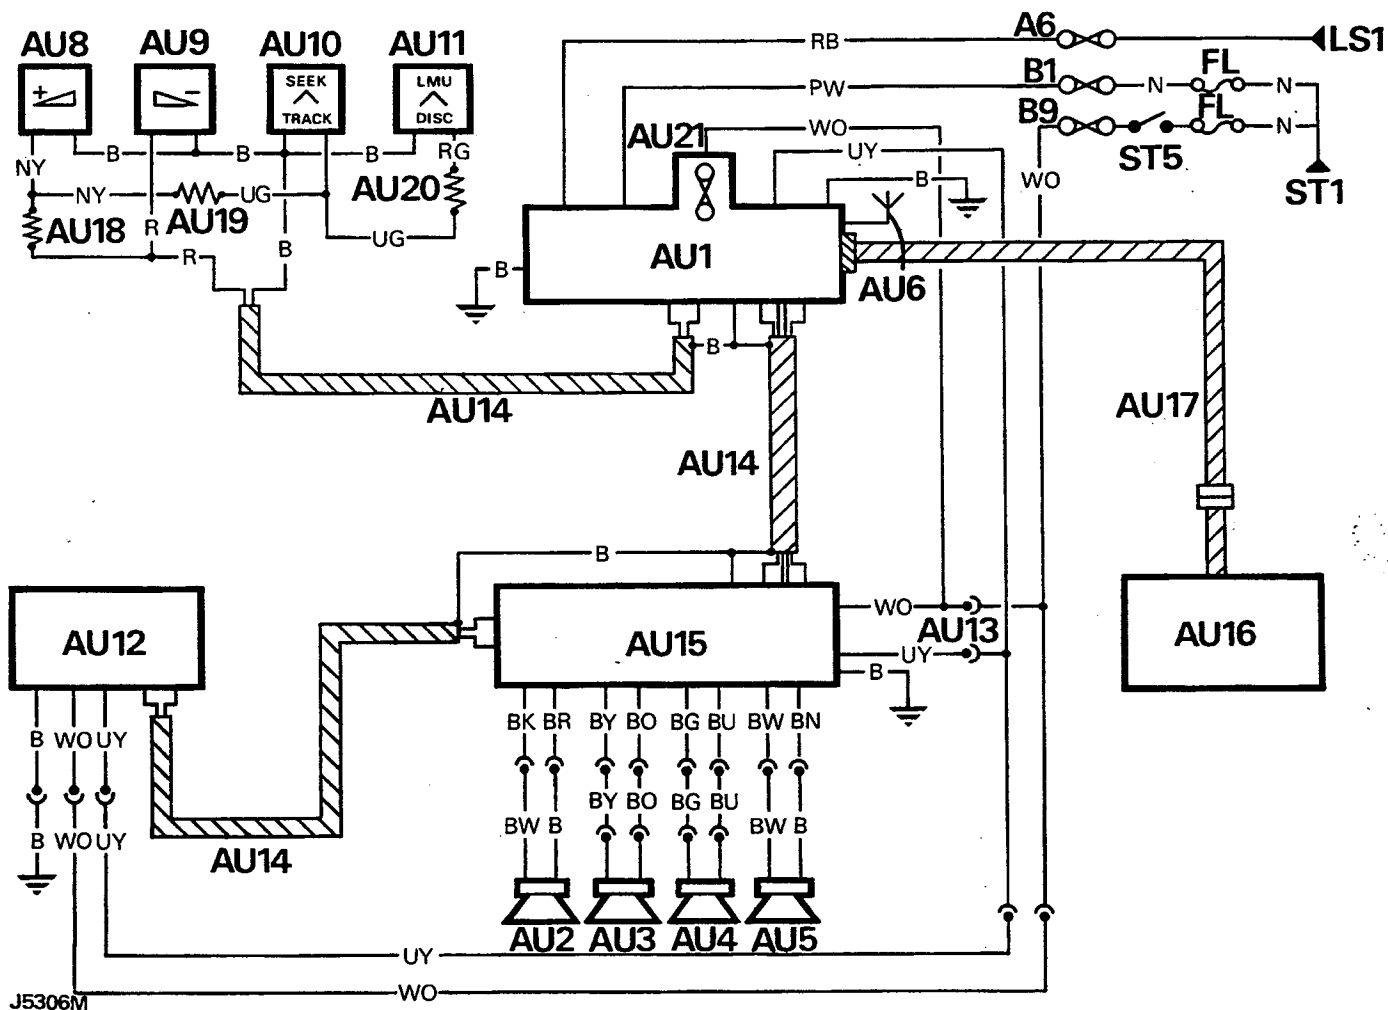 AU8 AU9 AU10 AU11 A6 LS1
RB
SEEK LMU
TRACK DISC
+ -
B1 N FL N
PW
B9 FL N
WO
AU21
ST5
ST1
B B B RG
UY
NY
NY UG AU20
B
WO
AU18 AU19
R
UG
R B
AU1
B
AU6
B
AU14
AU17
AU14
B
AU12
AU15
WO
AU13
UY
B
AU16
B WO UY
BK BR BY BO BG BU BW BN
BY BO BG BU
BW B BW B
B WO UY
AU14
AU2 AU3 AU4 AU5
UY
WO
J5306M